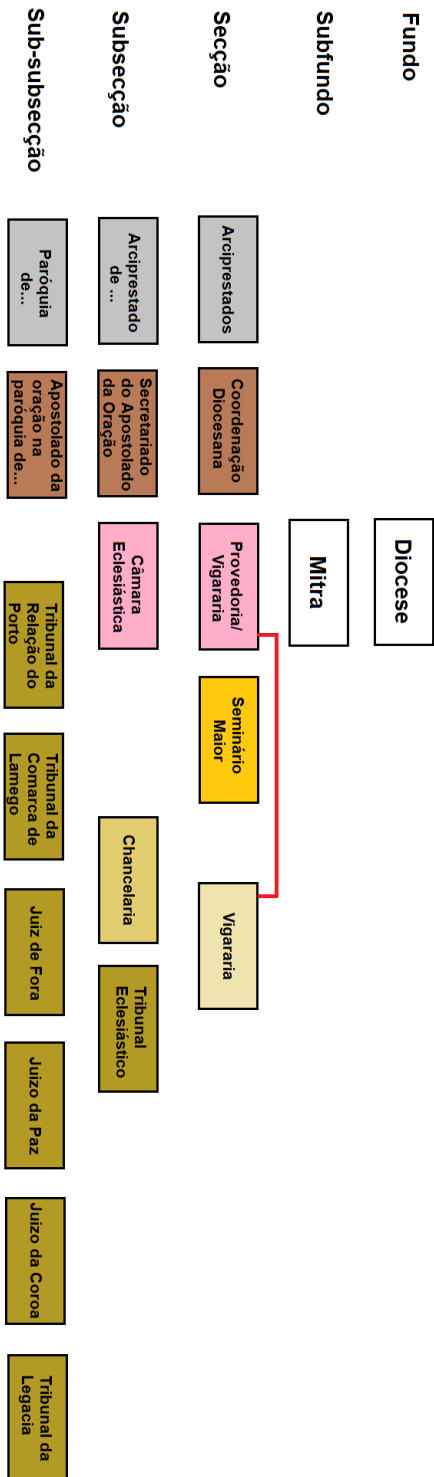 Fundo
Diocese
Subfundo
Mitra
Secção
Arciprestados
Coordenação
Diocesana
Provedoria/
Vigararia
Seminário
Maior
Vigararia
Subsecção
Arciprestado
de ...
Secretariado
do Apostolado
da Oração
Câmara
Eclesiástica
Chancelaria
Tribunal
Eclesiástico
Sub-subsecção
Paróquia
de...
Apostolado da
oração na
paróquia de...
Tribunal da
Relação do
Porto
Tribunal da
Comarca de
Lamego
Juiz de Fora
Juizo da Paz
Juizo da Coroa
Tribunal da
Legacia